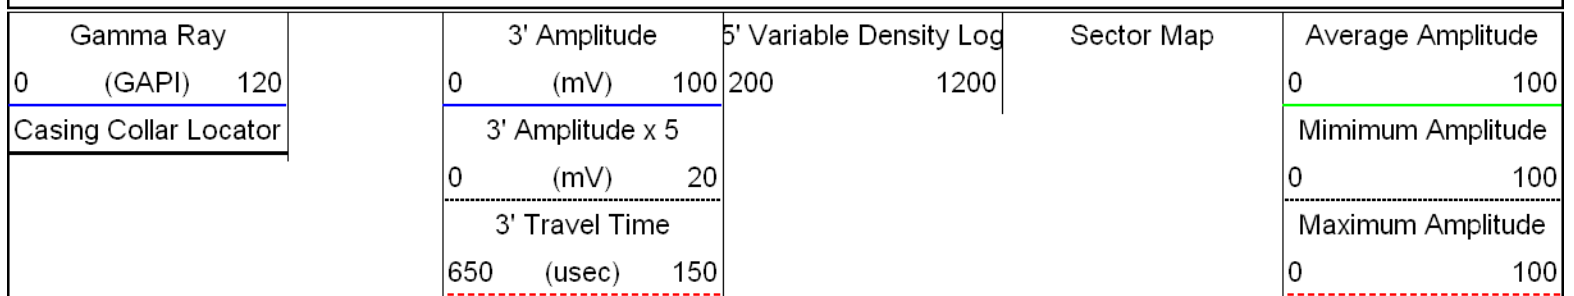 Gamma Ray 3' Amplitude 5' Variable Density Log Sector Map Average Amplitude
0 (GAPI) 120 0 (mV) 100 200 1200 0 100
Casing Collar Locator 3' Amplitude x 5 Mimimum Amplitude
0 (mV) 20 0 100
3' Travel Time Maximum Amplitude
650 (usec) 150 0 100